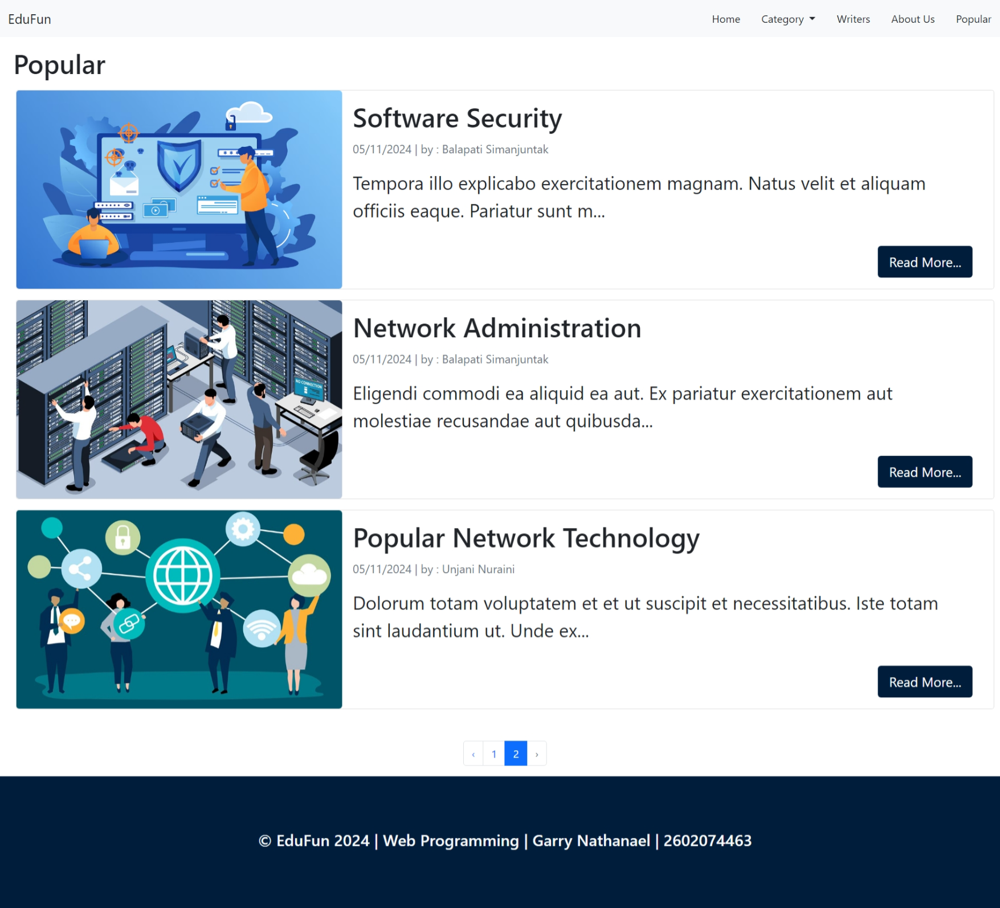 EduFun
Home Category Writers About Us Popular
Popular
Software Security
05/11/2024 | by : Balapati Simanjuntak
Tempora illo explicabo exercitationem magnam. Natus velit et aliquam
officiis eaque. Pariatur sunt m...
Read More...
NO CONNECTION
Network Administration
05/11/2024 | by : Balapati Simanjuntak
Eligendi commodi ea aliquid ea aut. Ex pariatur exercitationem aut
molestiae recusandae aut quibusda...
Read More...
Popular Network Technology
05/11/2024 | by : Unjani Nuraini
Dolorum totam voluptatem et et ut suscipit et necessitatibus. Iste totam
sint laudantium ut. Unde ex...
Read More...
‹ 1 2 ›
© EduFun 2024 | Web Programming | Garry Nathanael | 2602074463